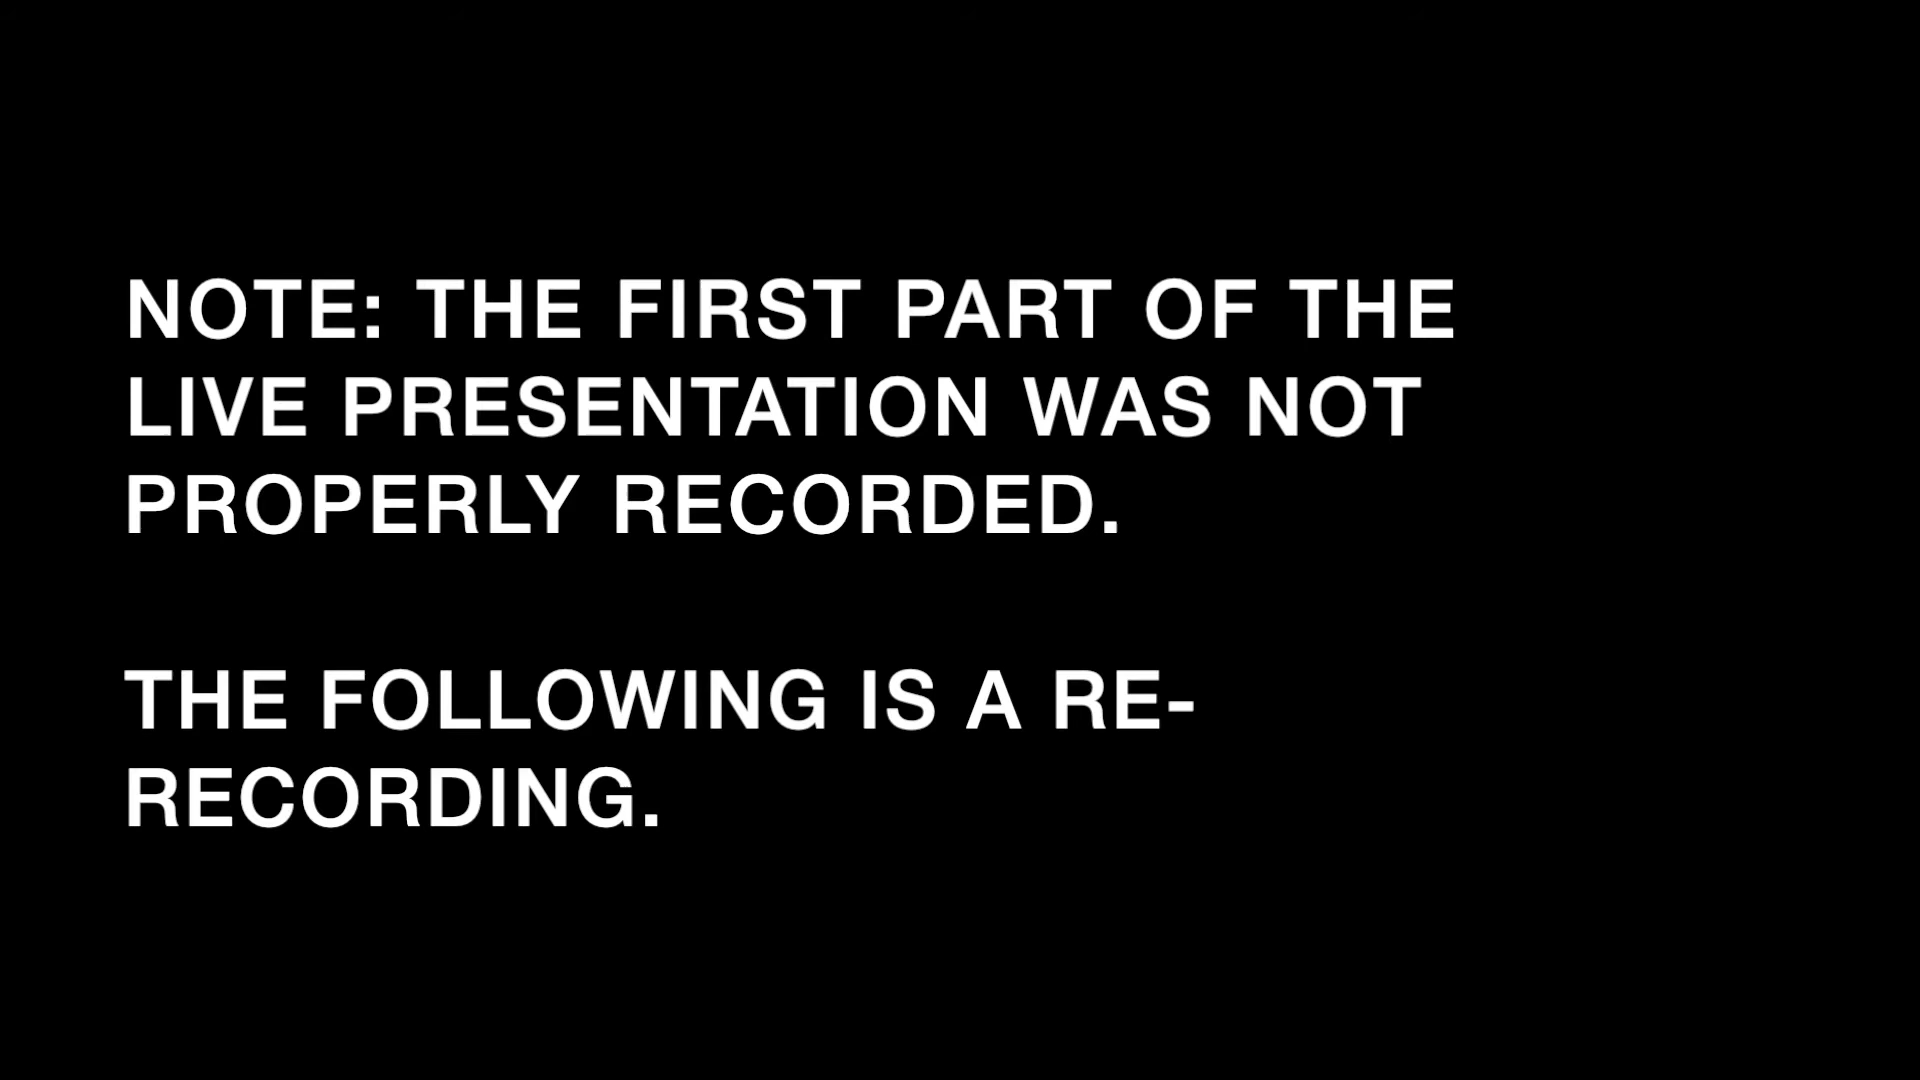 NOTE: THE FIRST PART OF THE
LIVE PRESENTATION WAS NOT
PROPERLY RECORDED.
THE FOLLOWING IS A RE-
RECORDING.